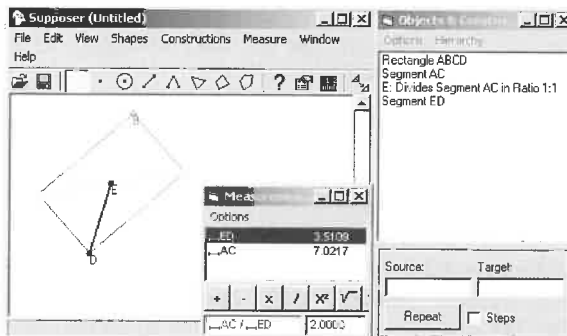 Supposer (Untitled)
File Edit View Shapes Constructions Measure Window
Help
E
D
Options
ED 3.5109
AC 7.0217
+ - x / X² √
AC / ED 2.0000
Objects &
Options Hierarchy
Rectangle ABCD
Segment AC
E: Divides Segment AC in Ratio 1:1
Segment ED
Source: Target:
Repeat Steps